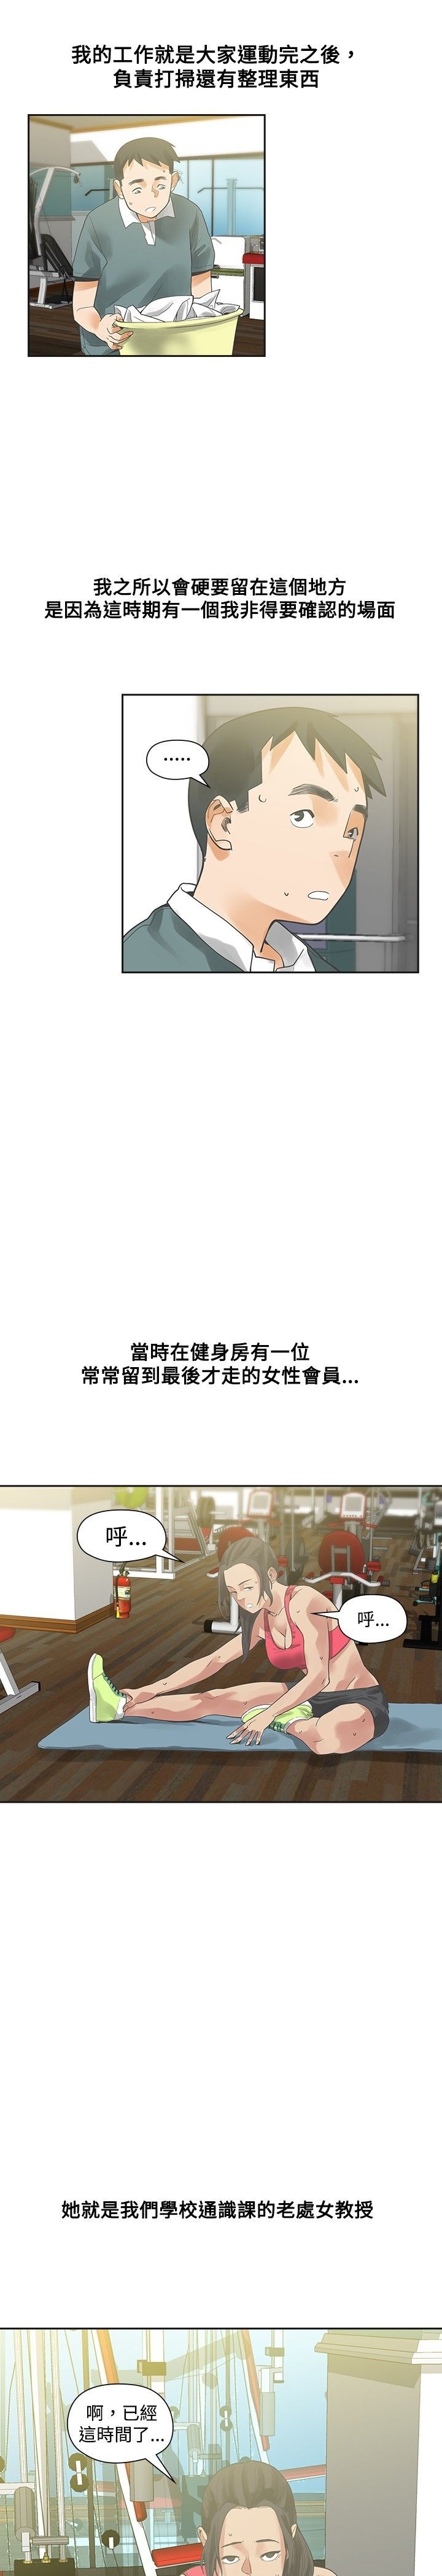 我的工作就是大家運動完之後，
負責打掃還有整理東西
我之所以會硬要留在這個地方
是因為這時期有一個我非得要確認的場面
.....
當時在健身房有一位
常常留到最後才走的女性會員...
呼...
呼...
她就是我們學校通識課的老處女教授
啊，已經
這時間了...